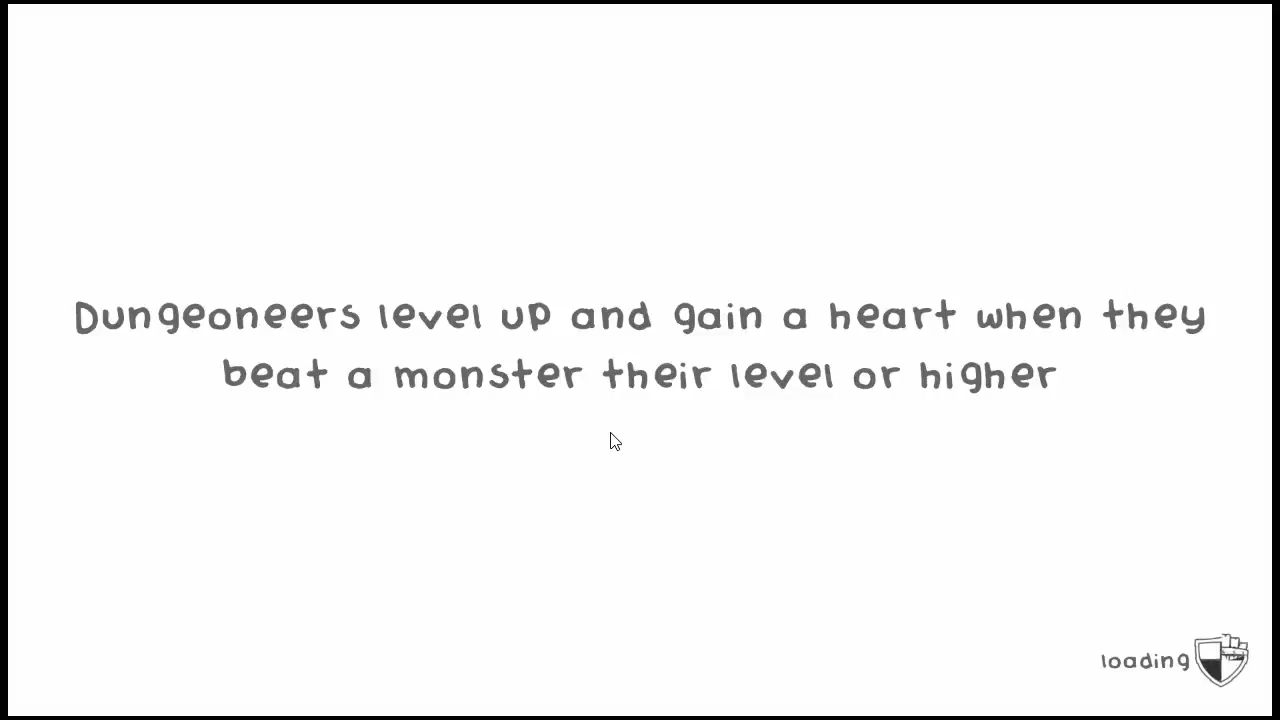 Dungeoneers level up and gain a heart when they
beat a monster their level or higher
loading